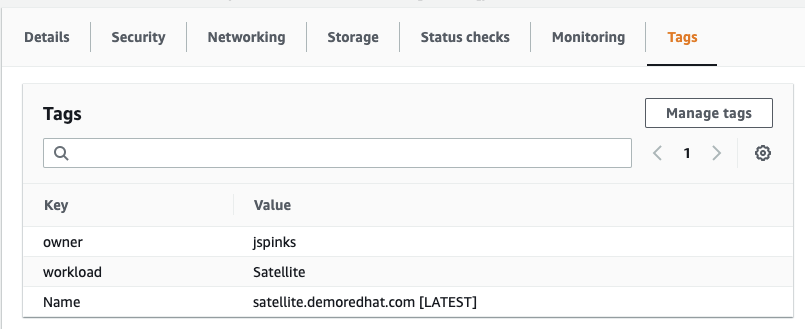 Details Security Networking Storage Status checks Monitoring Tags
Tags
Manage tags
1
Key Value
owner jspinks
workload Satellite
Name satellite.demoredhat.com [LATEST]